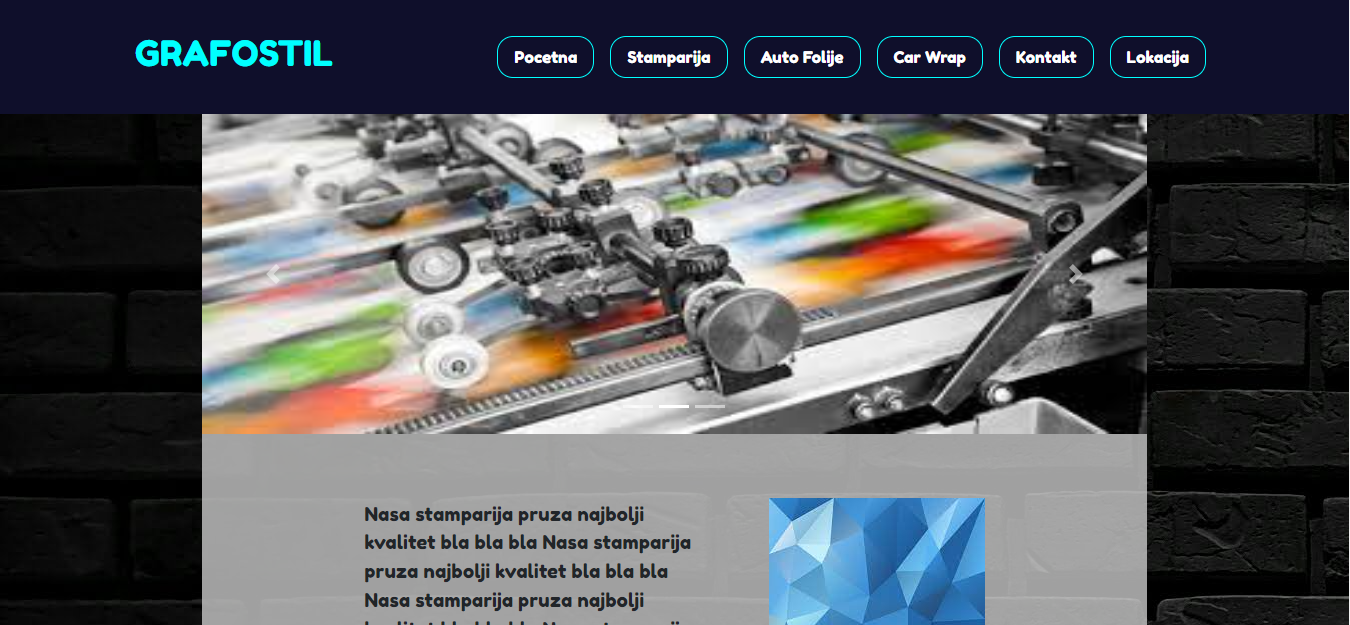 GRAFOSTIL
Pocetna
Stamparija
Auto Folije
Car Wrap
Kontakt
Lokacija
Nasa stamparija pruza najbolji
kvalitet bla bla bla Nasa stamparija
pruza najbolji kvalitet bla bla bla
Nasa stamparija pruza najbolji